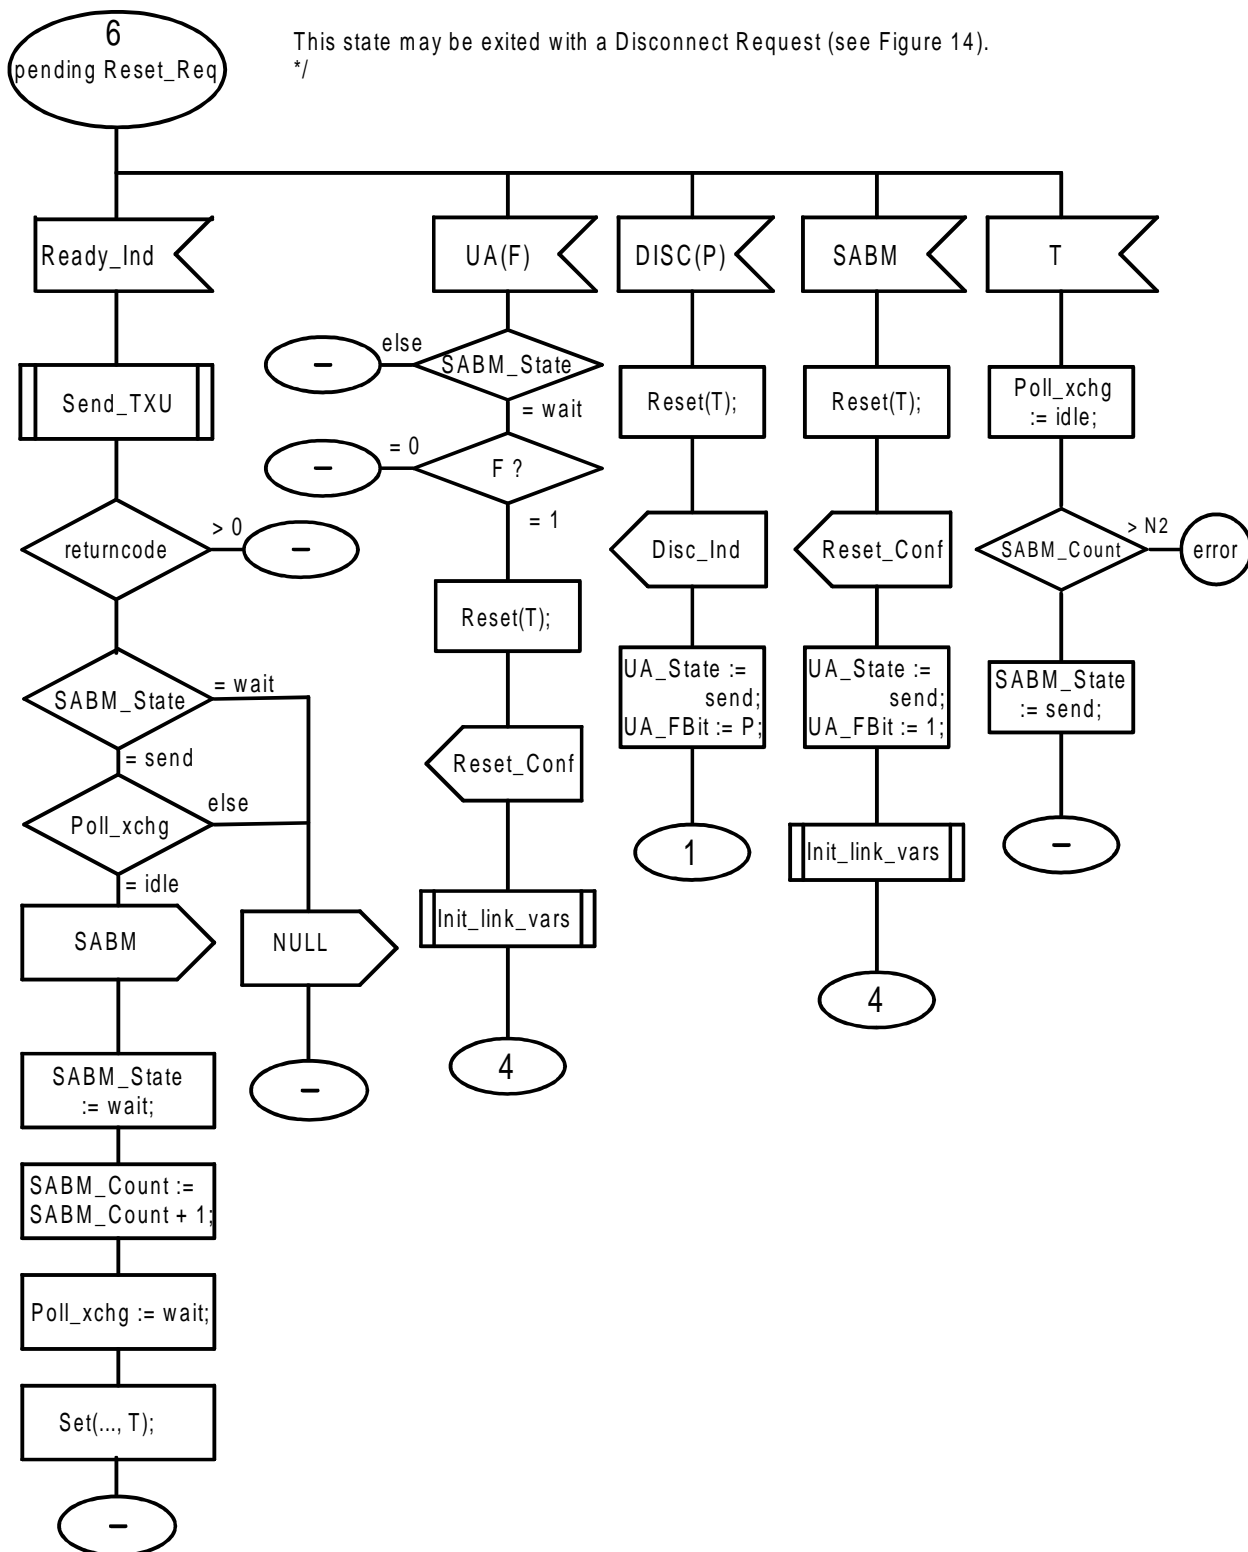 6
pending Reset_Req
This state may be exited with a Disconnect Request (see Figure 14).
*/
Ready_Ind
UA(F)
DISC(P)
SABM
T
Send_TXU
returncode
> 0
–
SABM_State
= wait
= send
Poll_xchg
else
= idle
SABM
NULL
–
SABM_State
:= wait;
SABM_Count :=
SABM_Count + 1;
Poll_xchg := wait;
Set(..., T);
–
SABM_State
else
–
= wait
F ?
= 0
–
= 1
Reset(T);
Reset_Conf
Init_link_vars
4
Reset(T);
Disc_Ind
UA_State :=
send;
UA_FBit := P;
1
Reset(T);
Reset_Conf
UA_State :=
send;
UA_FBit := 1;
Init_link_vars
4
Poll_xchg
:= idle;
SABM_Count
> N2
error
SABM_State
:= send;
–